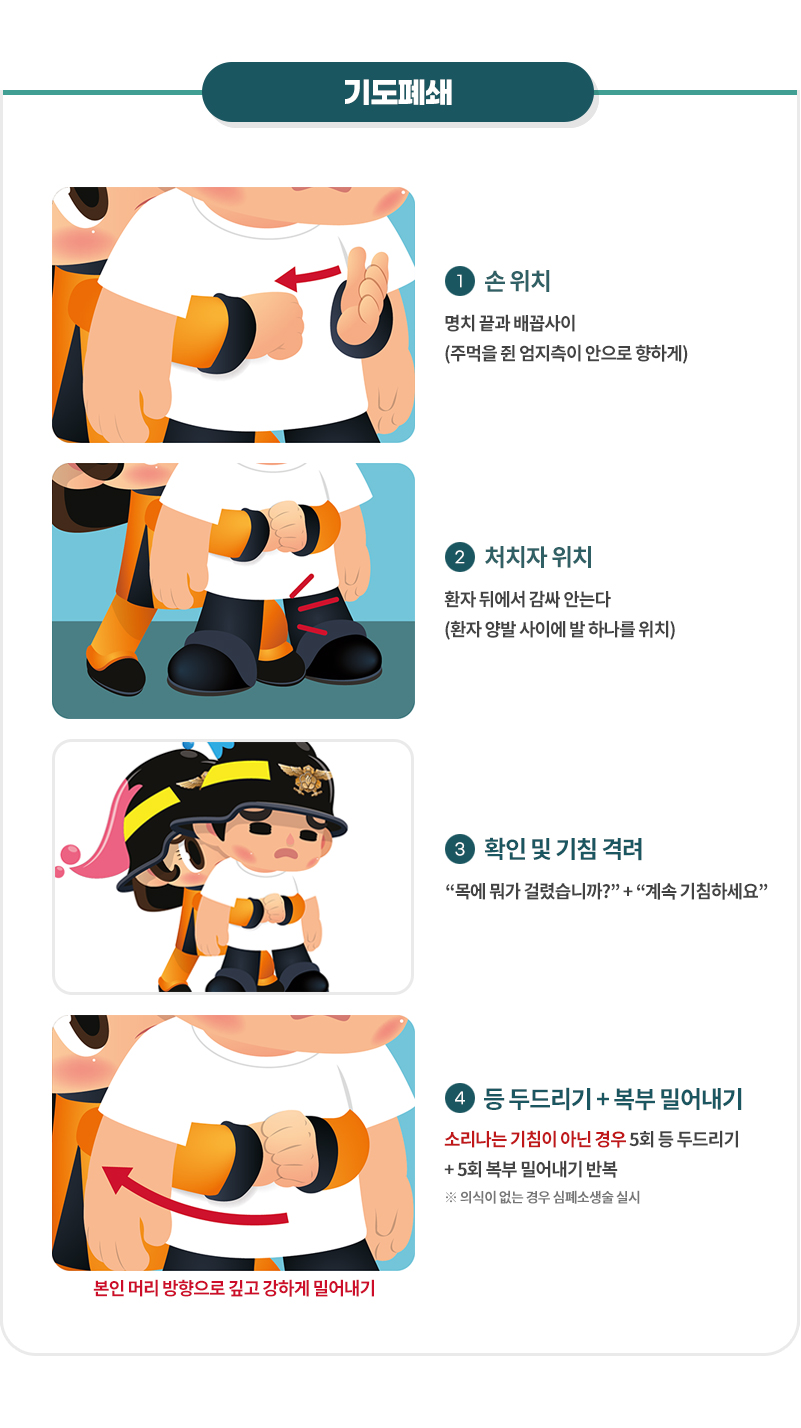 기도폐쇄
1 손 위치
명치 끝과 배꼽사이
(주먹을 쥔 엄지측이 안으로 향하게)
2 처치자 위치
환자 뒤에서 감싸 안는다
(환자 양발 사이에 발 하나를 위치)
3 확인 및 기침 격려
“목에 뭐가 걸렸습니까?” + “계속 기침하세요”
4 등 두드리기 + 복부 밀어내기
소리나는 기침이 아닌 경우 5회 등 두드리기
+ 5회 복부 밀어내기 반복
※ 의식이 없는 경우 심폐소생술 실시
본인 머리 방향으로 깊고 강하게 밀어내기